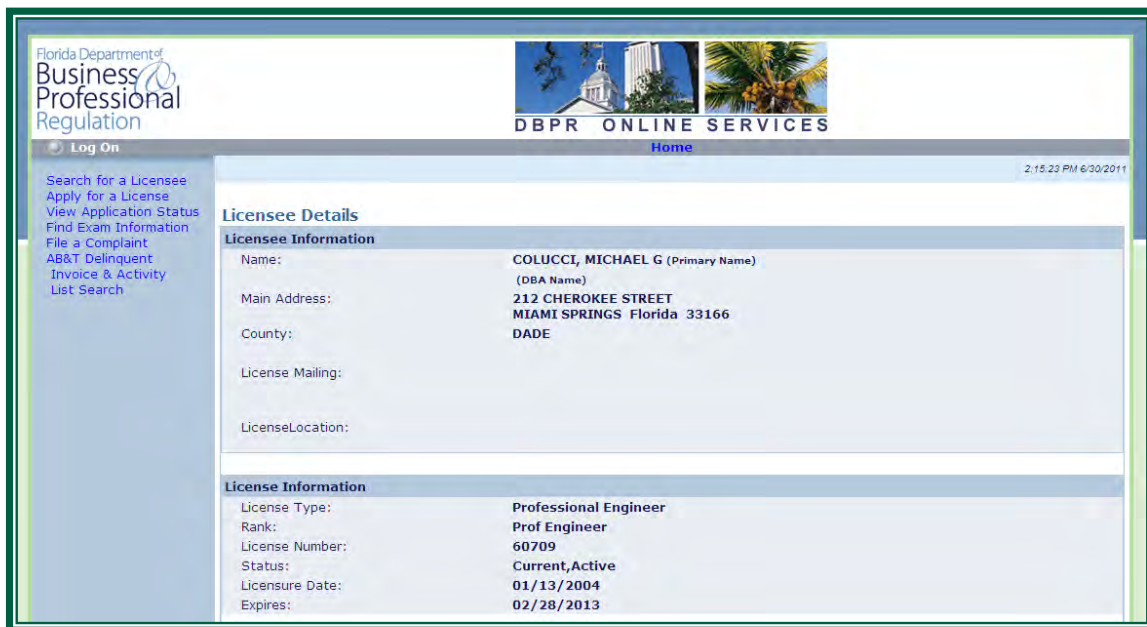 Florida Department of
Business &
Professional
Regulation
DBPR ONLINE SERVICES
Log On
Home
2:15:23 PM 6/30/2011
Search for a Licensee
Apply for a License
View Application Status
Find Exam Information
File a Complaint
AB&T Delinquent
Invoice & Activity
List Search
Licensee Details
Licensee Information
Name: COLUCCI, MICHAEL G (Primary Name)
(DBA Name)
Main Address: 212 CHEROKEE STREET
MIAMI SPRINGS Florida 33166
County: DADE
License Mailing:
LicenseLocation:
License Information
License Type: Professional Engineer
Rank: Prof Engineer
License Number: 60709
Status: Current,Active
Licensure Date: 01/13/2004
Expires: 02/28/2013